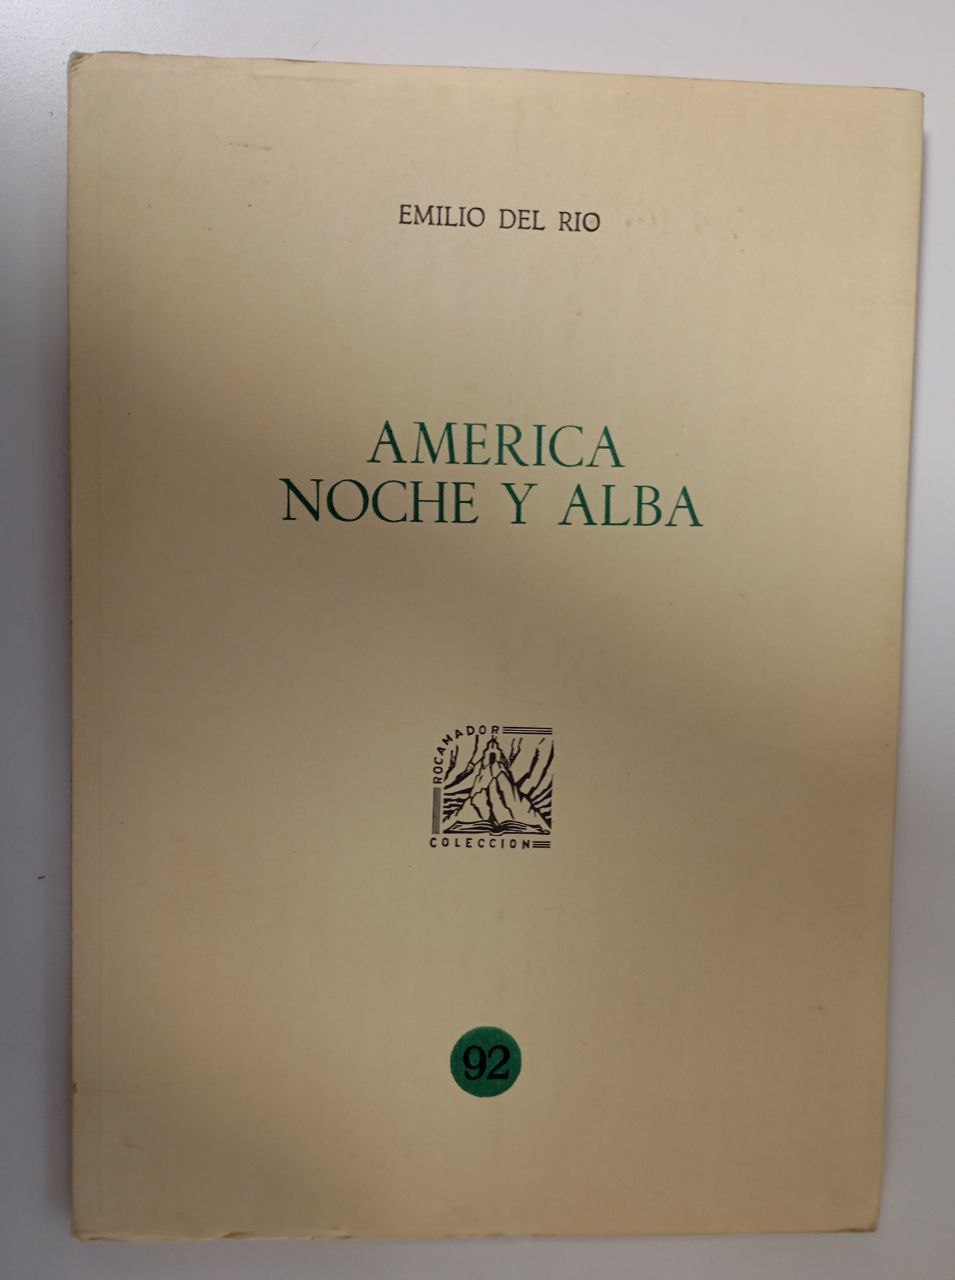 EMILIO DEL RIO
AMERICA
NOCHE Y ALBA
ROCAMADOR
COLECCION
92